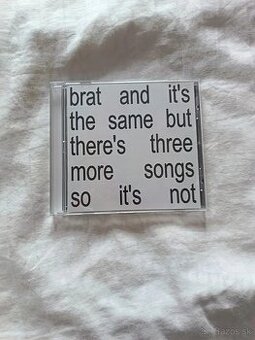 brat and it's
the same but
there's three
more songs
so it's not